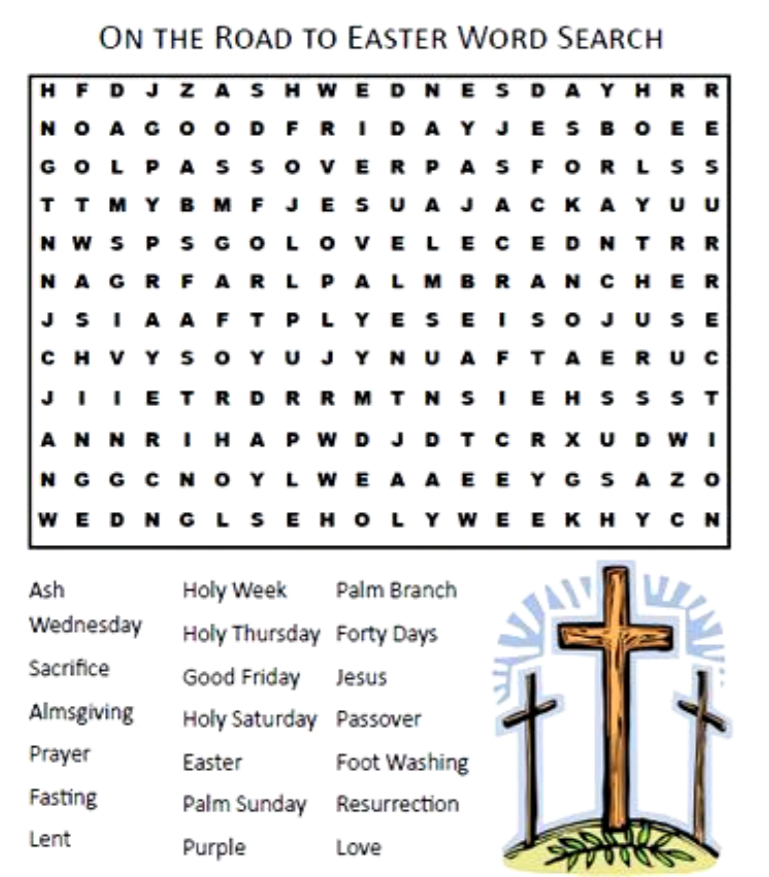 ON THE ROAD TO EASTER WORD SEARCH
H F D J Z A S H W E D N E S D A Y H R R
N O A G O O D F R I D A Y J E S B O E E
G O L P A S S O V E R P A S F O R L S S
T T M Y B M F J E S U A J A C K A Y U U
N W S P S G O L O V E L E C E D N T R R
N A G R F A R L P A L M B R A N C H E R
J S I A A F T P L Y E S E I S O J U S E
C H V Y S O Y U J Y N U A F T A E R U C
J I I E T R D R R M T N S I E H S S S T
A N N R I H A P W D J D T C R X U D W I
N G G C N O Y L W E A A E E Y G S A Z O
W E D N G L S E H O L Y W E E K H Y C N
Ash Holy Week Palm Branch
Wednesday Holy Thursday Forty Days
Sacrifice Good Friday Jesus
Almsgiving Holy Saturday Passover
Prayer Easter Foot Washing
Fasting Palm Sunday Resurrection
Lent Purple Love